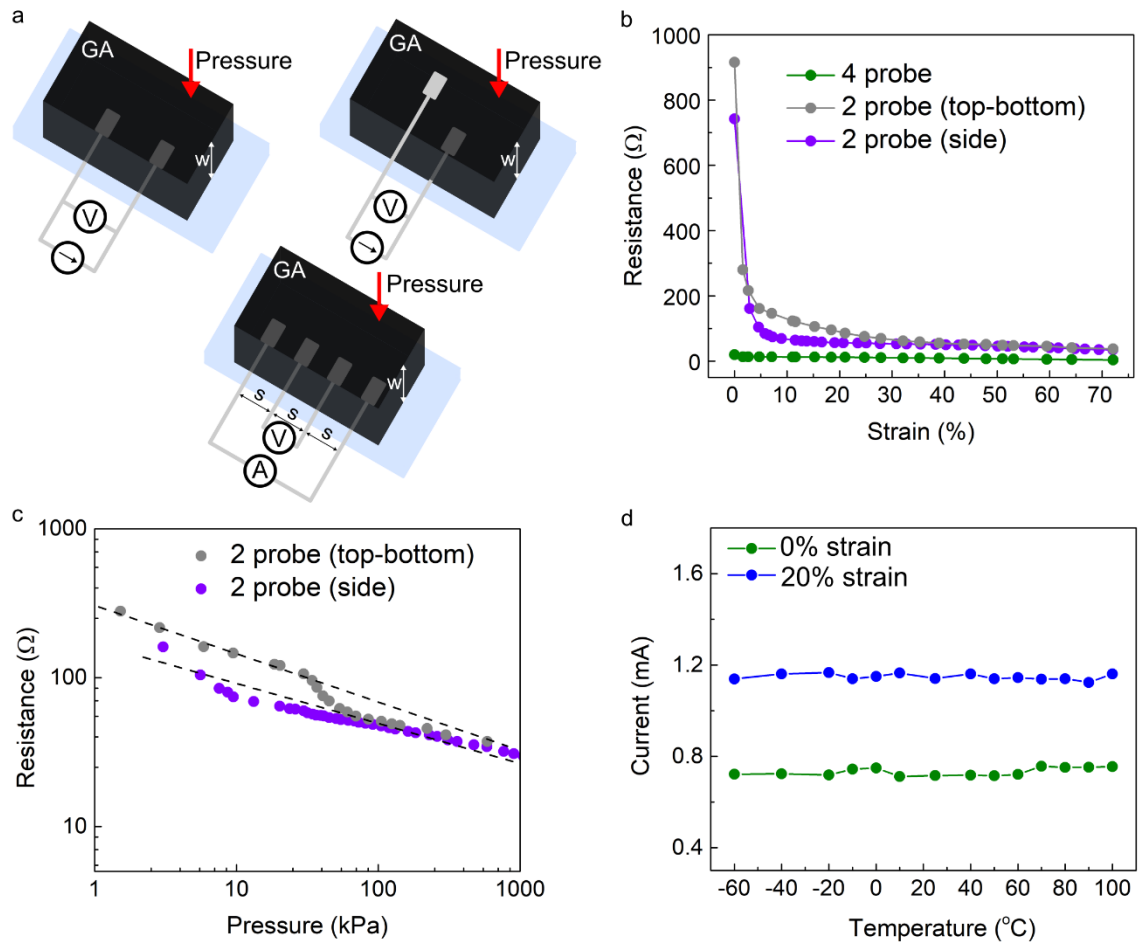 a
GA
Pressure
w
V
GA
Pressure
w
V
GA
Pressure
w
s
s
s
V
A
b
1000
800
600
400
200
0
Resistance (Ω)
4 probe
2 probe (top-bottom)
2 probe (side)
0 10 20 30 40 50 60 70
Strain (%)
c
1000
100
10
Resistance (Ω)
2 probe (top-bottom)
2 probe (side)
1 10 100 1000
Pressure (kPa)
d
1.6
1.2
0.8
0.4
Current (mA)
0% strain
20% strain
-60 -40 -20 0 20 40 60 80 100
Temperature (°C)